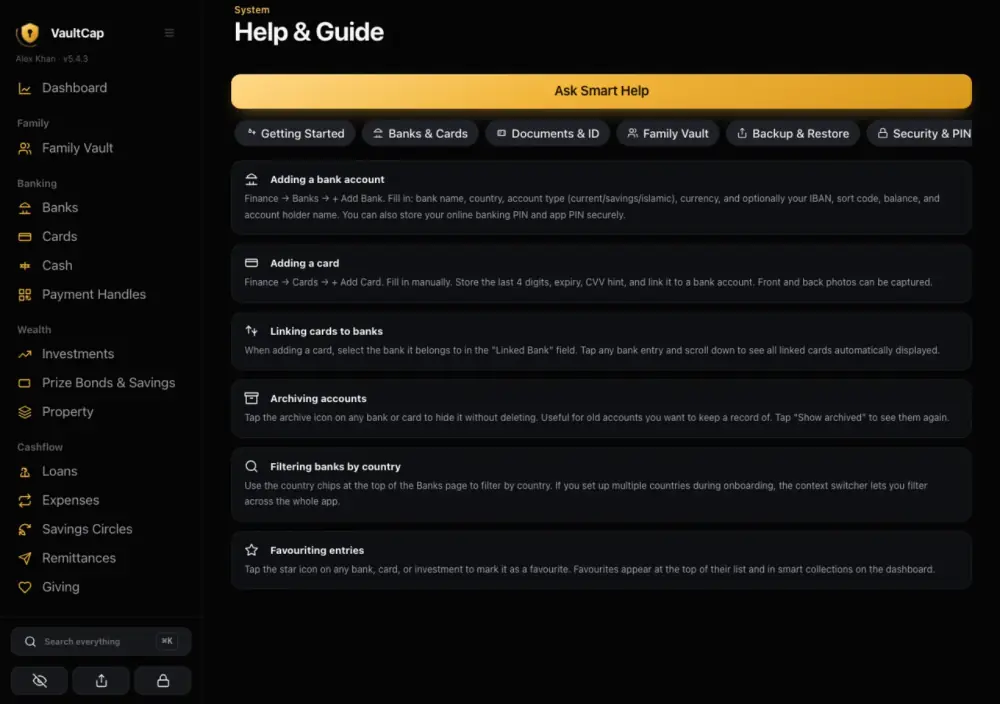 VaultCap
Alex Khan · v5.4.3
Dashboard
Family
Family Vault
Banking
Banks
Cards
Cash
Payment Handles
Wealth
Investments
Prize Bonds & Savings
Property
Cashflow
Loans
Expenses
Savings Circles
Remittances
Giving
Search everything
⌘K
System
Help & Guide
Ask Smart Help
Getting Started
Banks & Cards
Documents & ID
Family Vault
Backup & Restore
Security & PIN
Adding a bank account
Finance → Banks → + Add Bank. Fill in: bank name, country, account type (current/savings/islamic), currency, and optionally your IBAN, sort code, balance, and
account holder name. You can also store your online banking PIN and app PIN securely.
Adding a card
Finance → Cards → + Add Card. Fill in manually. Store the last 4 digits, expiry, CVV hint, and link it to a bank account. Front and back photos can be captured.
Linking cards to banks
When adding a card, select the bank it belongs to in the "Linked Bank" field. Tap any bank entry and scroll down to see all linked cards automatically displayed.
Archiving accounts
Tap the archive icon on any bank or card to hide it without deleting. Useful for old accounts you want to keep a record of. Tap "Show archived" to see them again.
Filtering banks by country
Use the country chips at the top of the Banks page to filter by country. If you set up multiple countries during onboarding, the context switcher lets you filter
across the whole app.
Favouriting entries
Tap the star icon on any bank, card, or investment to mark it as a favourite. Favourites appear at the top of their list and in smart collections on the dashboard.